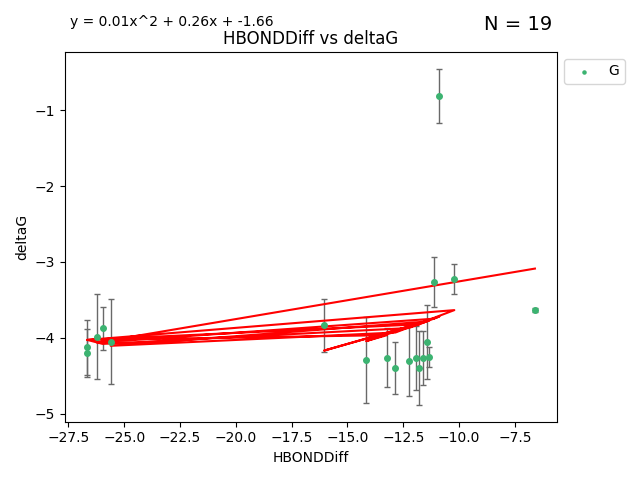 y = 0.01x^2 + 0.26x + -1.66
N = 19
HBONDDiff vs deltaG
G
deltaG
−1
−2
−3
−4
−5
−27.5 −25.0 −22.5 −20.0 −17.5 −15.0 −12.5 −10.0 −7.5
HBONDDiff